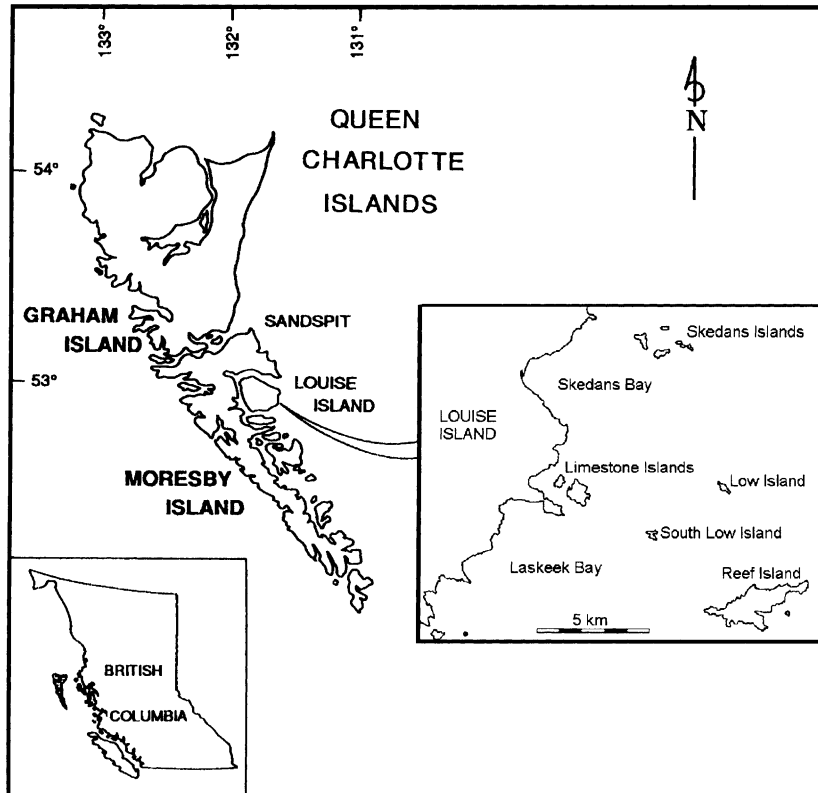 133°
132°
131°
QUEEN
CHARLOTTE
ISLANDS
N
54°
GRAHAM
ISLAND
SANDSPIT
53°
LOUISE
ISLAND
MORESBY
ISLAND
Skedans Islands
Skedans Bay
LOUISE
ISLAND
Limestone Islands
Low Island
South Low Island
Laskeek Bay
Reef Island
5 km
BRITISH
COLUMBIA